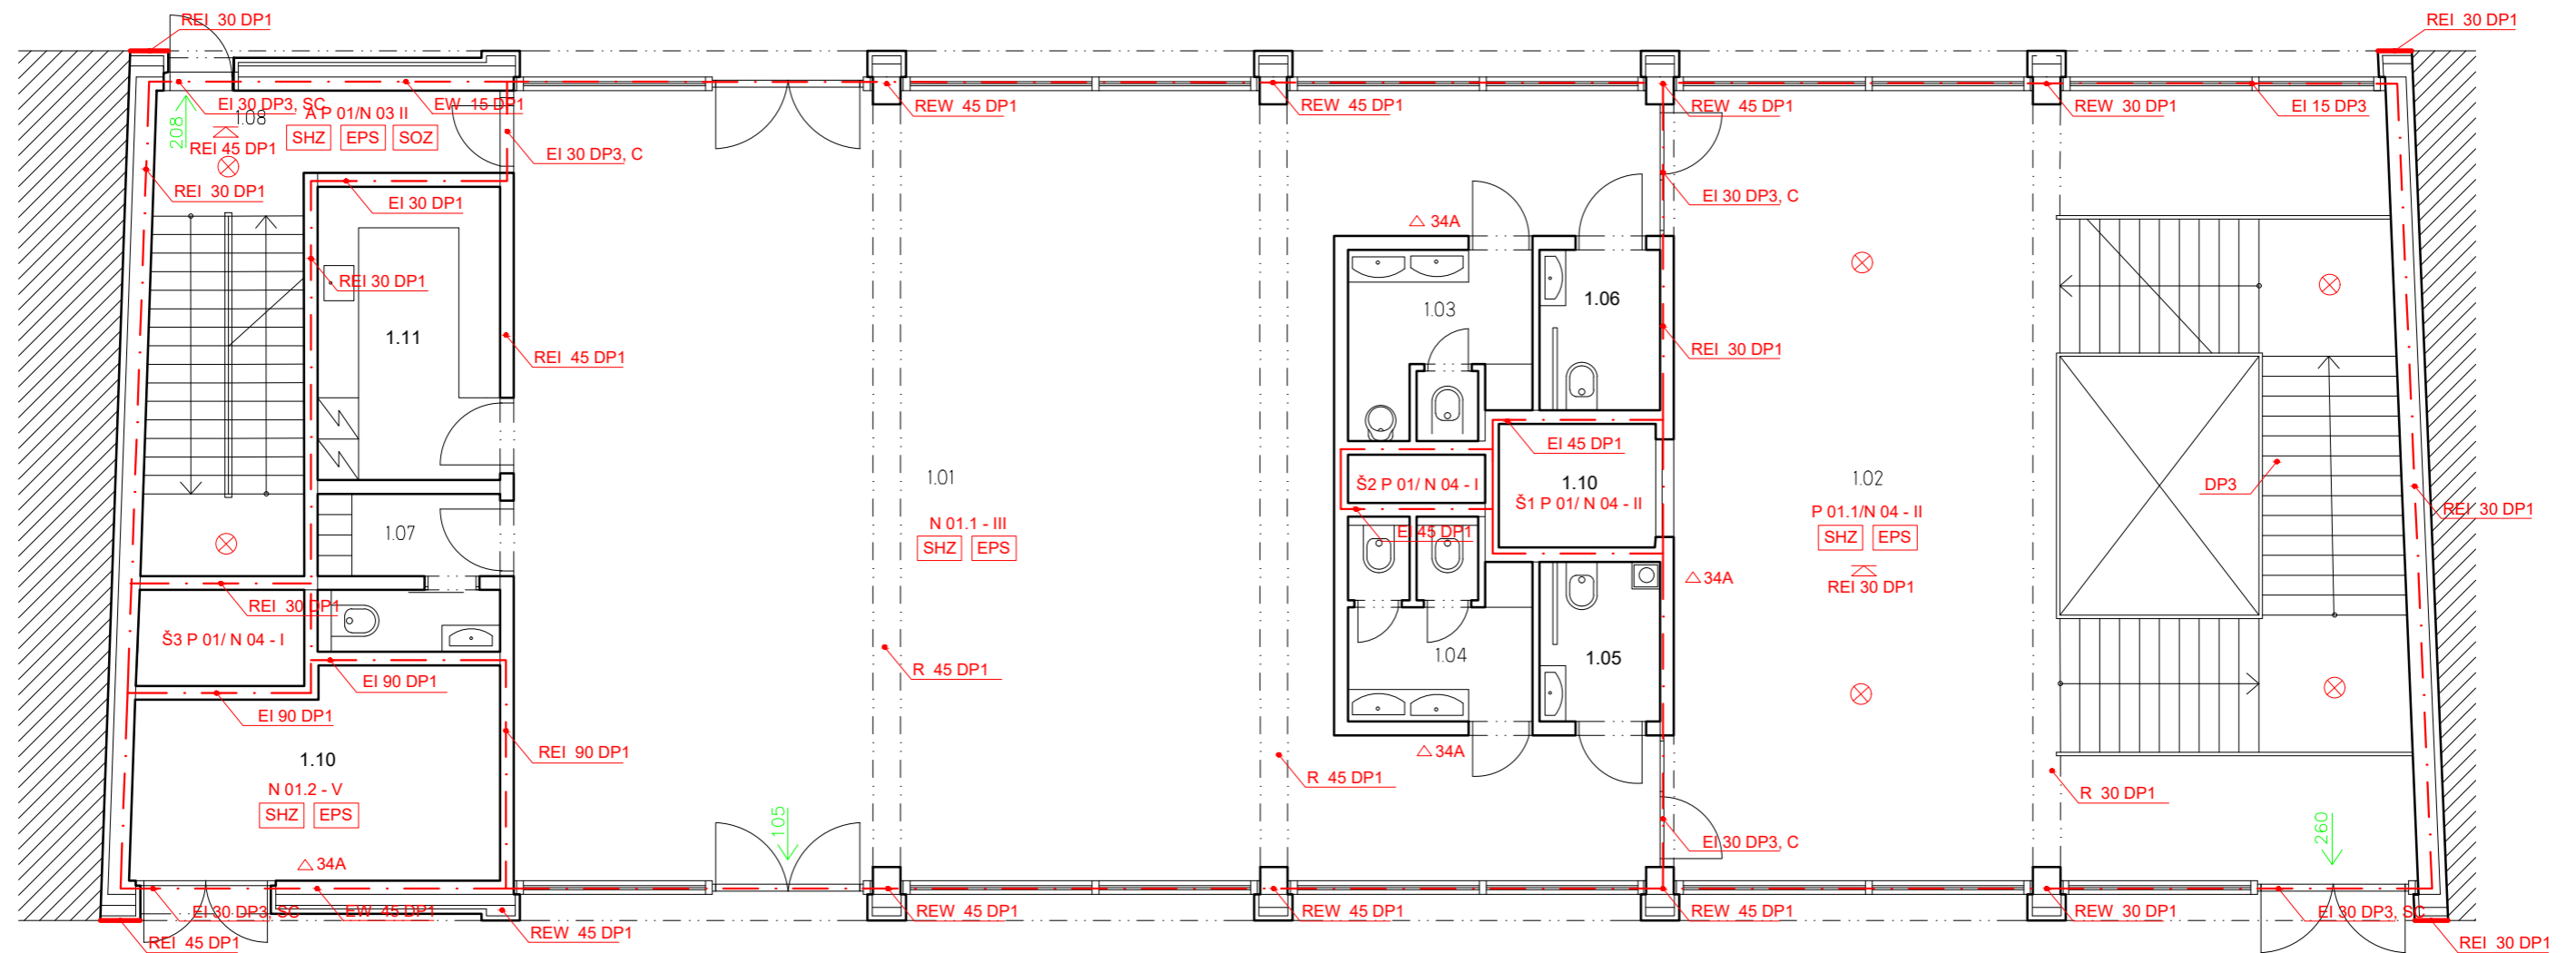 REI 30 DP1
REI 30 DP1
EI 30 DP3, SC
EW 15 DP1
1.08
A P 01/N 03 II
SHZ EPS SOZ
208
REI 45 DP1
REI 30 DP1
EI 30 DP3, C
REW 45 DP1
REW 45 DP1
REW 45 DP1
REW 30 DP1
EI 15 DP3
EI 30 DP1
EI 30 DP3, C
34A
REI 30 DP1
1.03
1.06
1.11
REI 45 DP1
REI 30 DP1
EI 45 DP1
1.01
1.02
1.10
Š2 P 01/ N 04 - I
Š1 P 01/ N 04 - II
DP3
N 01.1 - III
SHZ EPS
P 01.1/N 04 - II
SHZ EPS
REI 30 DP1
REI 30 DP1
1.07
EI 45 DP1
34A
REI 30 DP1
Š3 P 01/ N 04 - I
1.04
1.05
R 45 DP1
EI 90 DP1
EI 90 DP1
REI 90 DP1
34A
1.10
N 01.2 - V
SHZ EPS
R 45 DP1
R 30 DP1
105
260
EI 30 DP3, C
34A
EI 30 DP3, SC
EW 45 DP1
REW 45 DP1
REW 45 DP1
REW 45 DP1
REW 45 DP1
REW 30 DP1
EI 30 DP3, SC
REI 45 DP1
REI 30 DP1